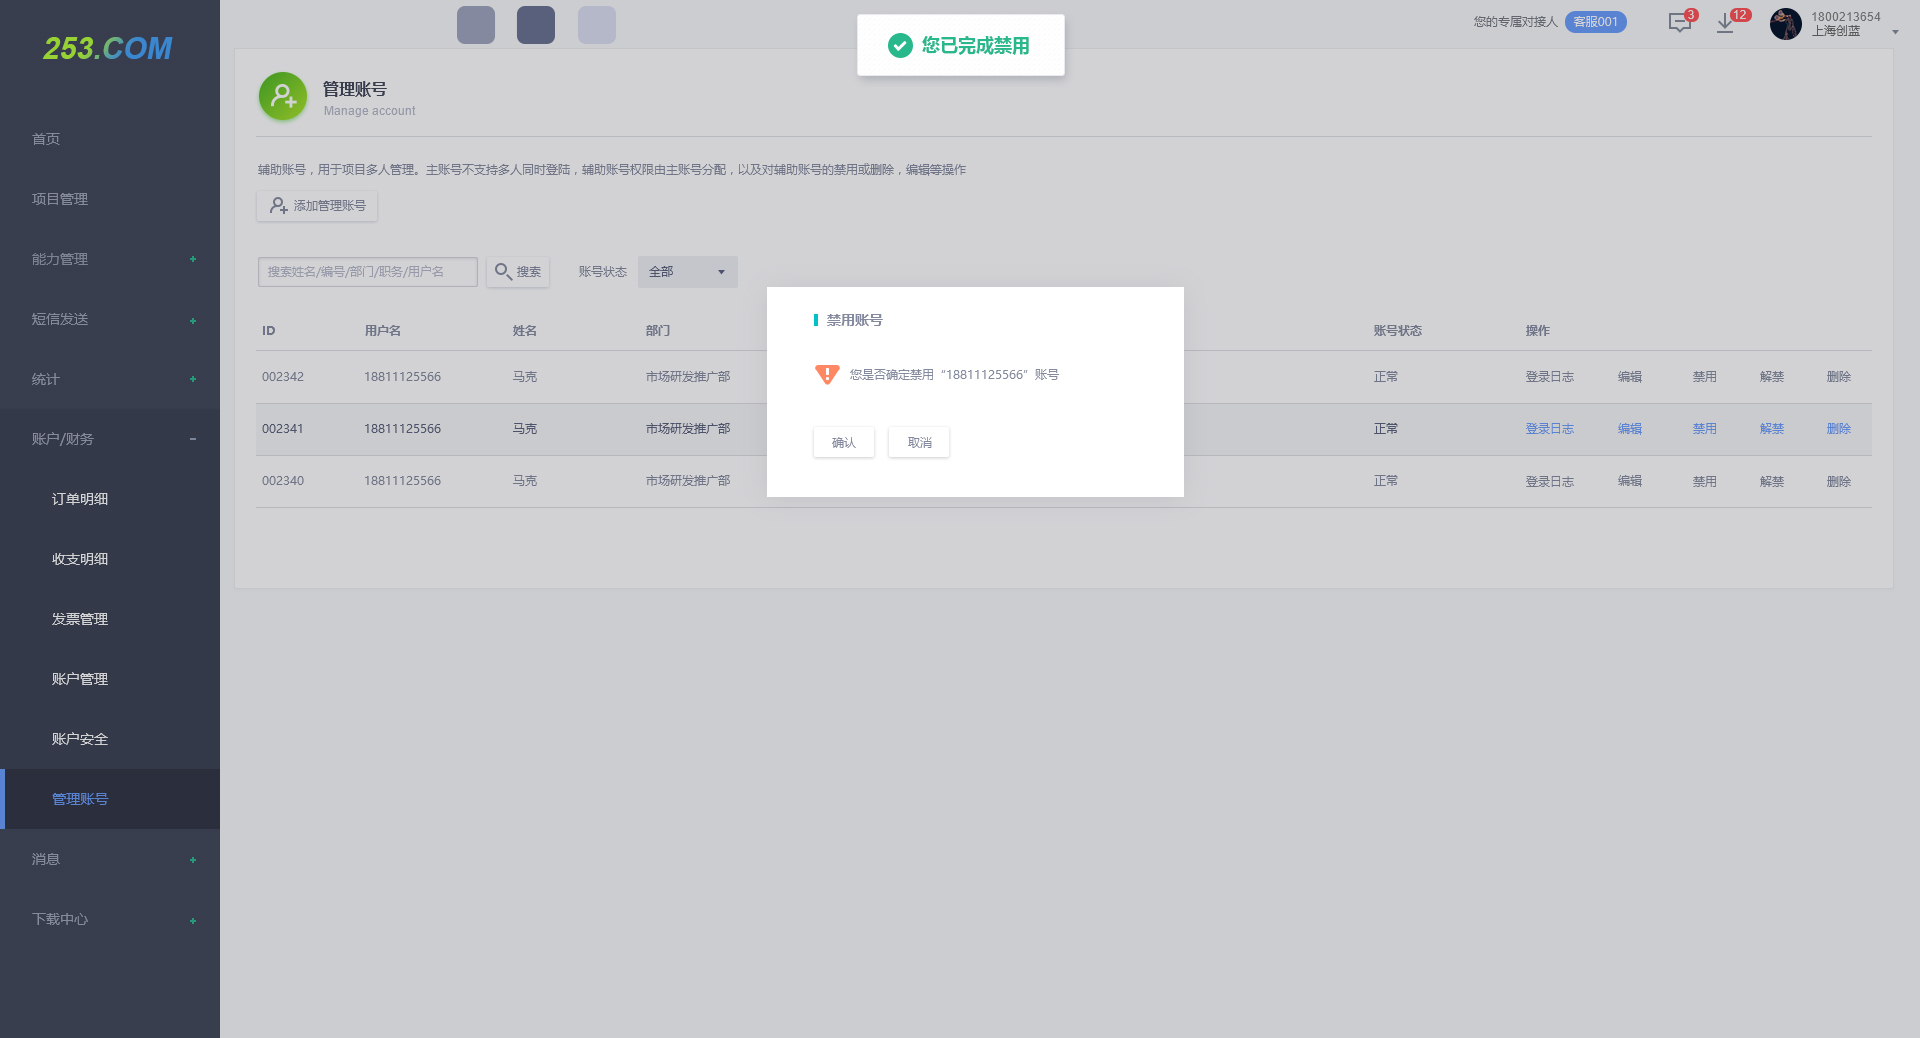 253.COM
首页
项目管理
能力管理
短信发送
统计
账户/财务
订单明细
收支明细
发票管理
账户管理
账户安全
管理账号
消息
下载中心
您已完成禁用
您的专属对接人 客服001
3
12
1800213654
上海创蓝
管理账号
Manage account
辅助账号，用于项目多人管理。主账号不支持多人同时登陆，辅助账号权限由主账号分配，以及对辅助账号的禁用或删除，编辑等操作
添加管理账号
搜索姓名/编号/部门/职务/用户名 搜索 账号状态 全部
ID 用户名 姓名 部门 账号状态 操作
002342 18811125566 马克 市场研发推广部 正常 登录日志 编辑 禁用 解禁 删除
002341 18811125566 马克 市场研发推广部 正常 登录日志 编辑 禁用 解禁 删除
002340 18811125566 马克 市场研发推广部 正常 登录日志 编辑 禁用 解禁 删除
禁用账号
您是否确定禁用“18811125566”账号
确认 取消